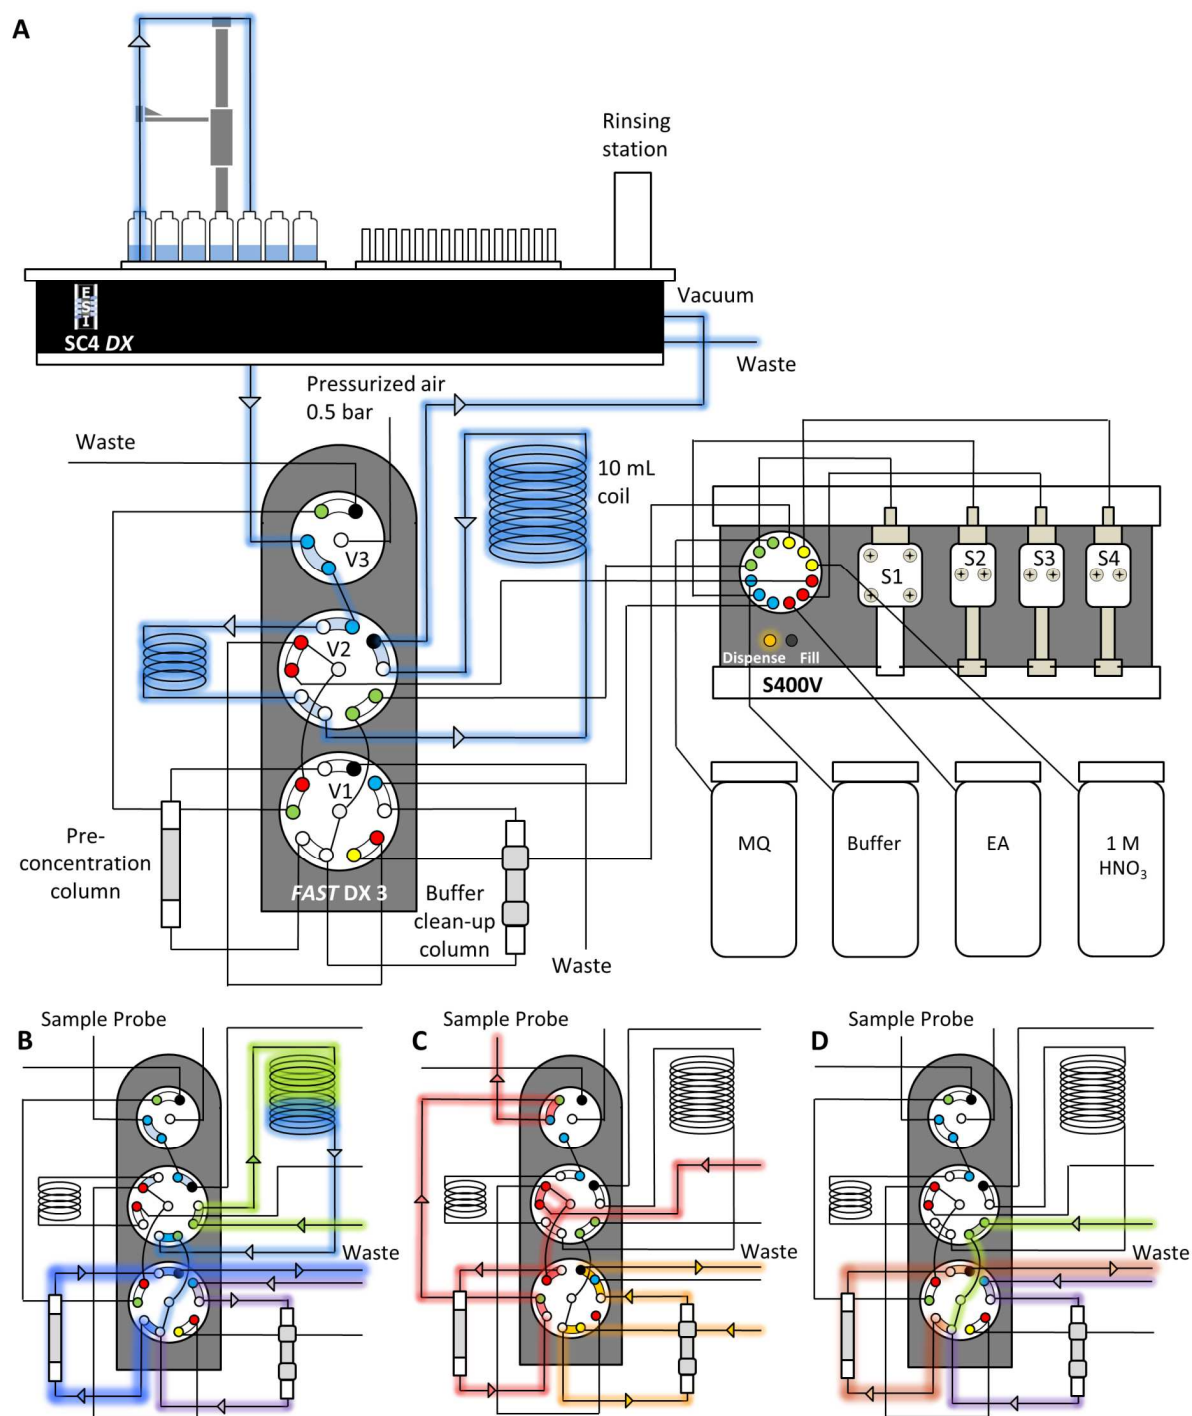 A
Rinsing
station
E
S
I
SC4 DX
Vacuum
Waste
Pressurized air
0.5 bar
Waste
10 mL
coil
V3
V2
V1
S1
S2
S3
S4
Dispense
Fill
S400V
Pre-
concentration
column
FAST DX 3
Buffer
clean-up
column
Waste
MQ
Buffer
EA
1 M
HNO3
B
Sample Probe
Waste
C
Sample Probe
Waste
D
Sample Probe
Waste